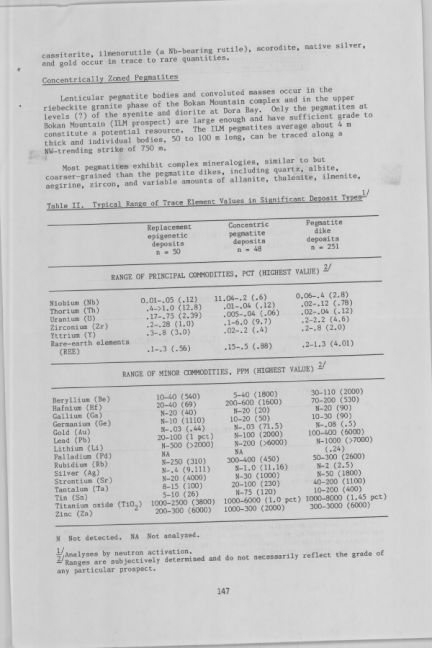 cassiterite, ilmenorutile (a Nb-bearing rutile), scorodite, native silver,
and gold occur in trace to rare quantities.
Concentrically Zoned Pegmatites
Lenticular pegmatite bodies and convoluted masses occur in the
riebeckite granite phase of the Bokan Mountain complex and in the upper
levels (?) of the syenite and diorite at Dora Bay. Only the pegmatites at
Bokan Mountain (ILM prospect) are large enough and have sufficient grade to
constitute a potential resource. The ILM pegmatites average about 4 m
thick and individual bodies, 50 to 100 m long, can be traced along a
NW-trending strike of 750 m.
Most pegmatites exhibit complex mineralogies, similar to but
coarser-grained than the pegmatite dikes, including quartz, albite,
aegirine, zircon, and variable amounts of allanite, thalenite, ilmenite,
Table II. Typical Range of Trace Element Values in Significant Deposit Types 1/
Replacement epigenetic deposits n = 50
Concentric pegmatite deposits n = 48
Pegmatite dike deposits n = 251
RANGE OF PRINCIPAL COMMODITIES, PCT (HIGHEST VALUE) 2/
Niobium (Nb) 0.01-.05 (.12) 11.04-.2 (.6) 0.06-.4 (2.8)
Thorium (Th) .4->1.0 (12.8) .01-.04 (.12) .02-.12 (.78)
Uranium (U) .17-.75 (2.39) .005-.04 (.06) .02-.04 (.12)
Zirconium (Zr) .2-.28 (1.0) .1-6.0 (9.7) .2-2.2 (4.6)
Yttrium (Y) .3-.8 (3.0) .02-.2 (.4) .2-.8 (2.0)
Rare-earth elements
(REE) .1-.3 (.56) .15-.5 (.88) .2-1.3 (4.01)
RANGE OF MINOR COMMODITIES, PPM (HIGHEST VALUE) 2/
Beryllium (Be) 10-40 (540) 5-40 (1800) 30-110 (2000)
Hafnium (Hf) 20-40 (69) 200-600 (1600) 70-200 (530)
Gallium (Ga) N-20 (40) N-20 (20) N-20 (90)
Germanium (Ge) N-10 (1110) 10-20 (50) 10-30 (90)
Gold (Au) N-.03 (.44) N-.03 (71.5) N-.08 (.5)
Lead (Pb) 20-100 (1 pct) N-100 (2000) 100-400 (6000)
Lithium (Li) N-500 (>2000) N-200 (>6000) N-1000 (>7000)
Palladium (Pd) NA NA (.24)
Rubidium (Rb) N-250 (310) 300-400 (450) 50-300 (2600)
Silver (Ag) N-.4 (9.111) N-1.0 (11.16) N-2 (2.5)
Strontium (Sr) N-20 (4000) N-30 (1000) N-50 (1800)
Tantalum (Ta) 8-15 (100) 20-100 (230) 40-200 (1100)
Tin (Sn) 5-10 (26) N-75 (120) 10-200 (400)
Titanium oxide (TiO2) 1000-2500 (3800) 1000-6000 (1.0 pct) 1000-8000 (1.45 pct)
Zinc (Zn) 200-300 (6000) 1000-300 (2000) 300-3000 (6000)
N Not detected. NA Not analyzed.
1/ Analyses by neutron activation.
2/ Ranges are subjectively determined and do not necessarily reflect the grade of
any particular prospect.
147